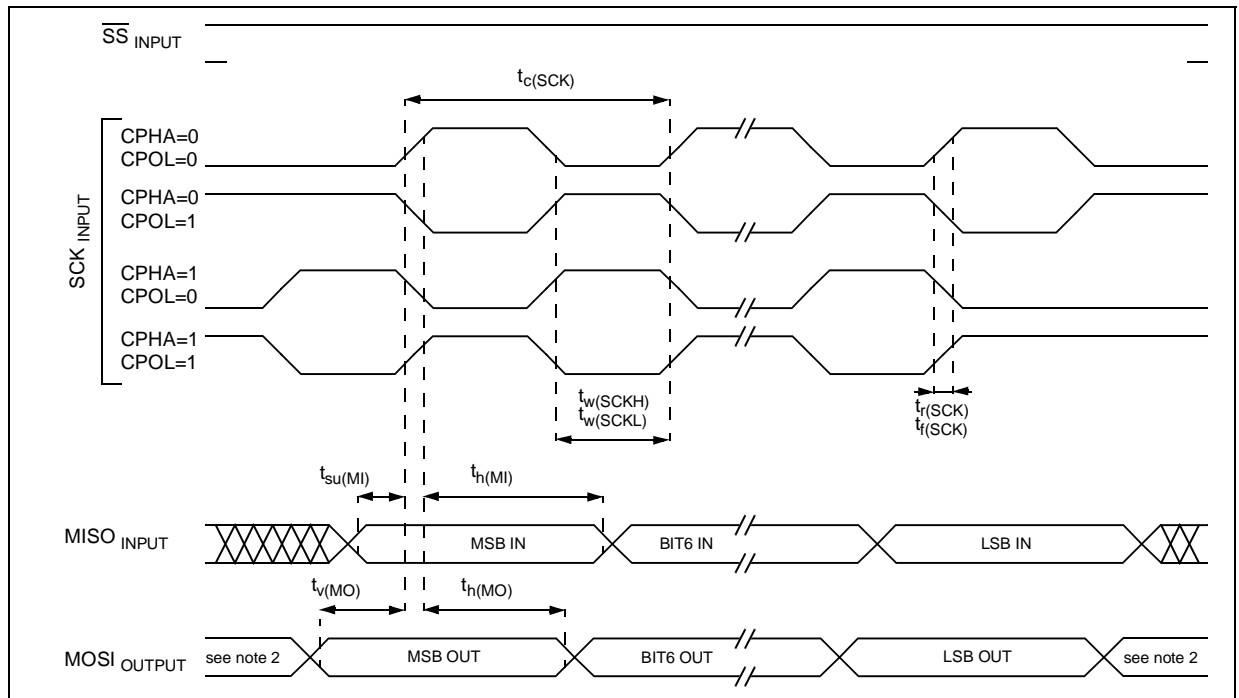 SS INPUT
tc(SCK)
SCK INPUT
CPHA=0
CPOL=0
CPHA=0
CPOL=1
CPHA=1
CPOL=0
CPHA=1
CPOL=1
tw(SCKH)
tw(SCKL)
tr(SCK)
tf(SCK)
tsu(MI)
th(MI)
MISO INPUT
MSB IN
BIT6 IN
LSB IN
tv(MO)
th(MO)
MOSI OUTPUT
see note 2
MSB OUT
BIT6 OUT
LSB OUT
see note 2